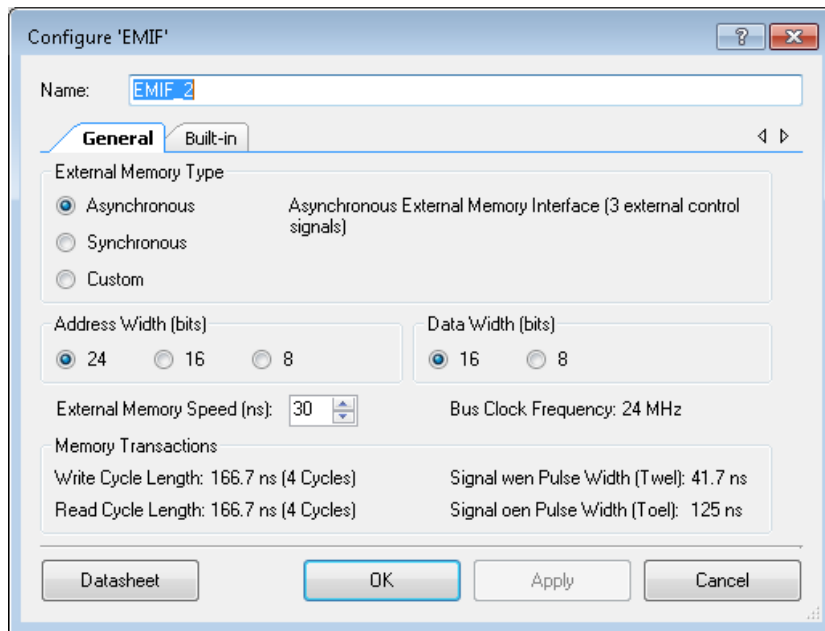 Configure 'EMIF'
Name: EMIF_2
General Built-in
External Memory Type
Asynchronous
Asynchronous External Memory Interface (3 external control
signals)
Synchronous
Custom
Address Width (bits)
24 16 8
Data Width (bits)
16 8
External Memory Speed (ns): 30
Bus Clock Frequency: 24 MHz
Memory Transactions
Write Cycle Length: 166.7 ns (4 Cycles)
Signal wen Pulse Width (Twel): 41.7 ns
Read Cycle Length: 166.7 ns (4 Cycles)
Signal oen Pulse Width (Toel): 125 ns
Datasheet OK Apply Cancel